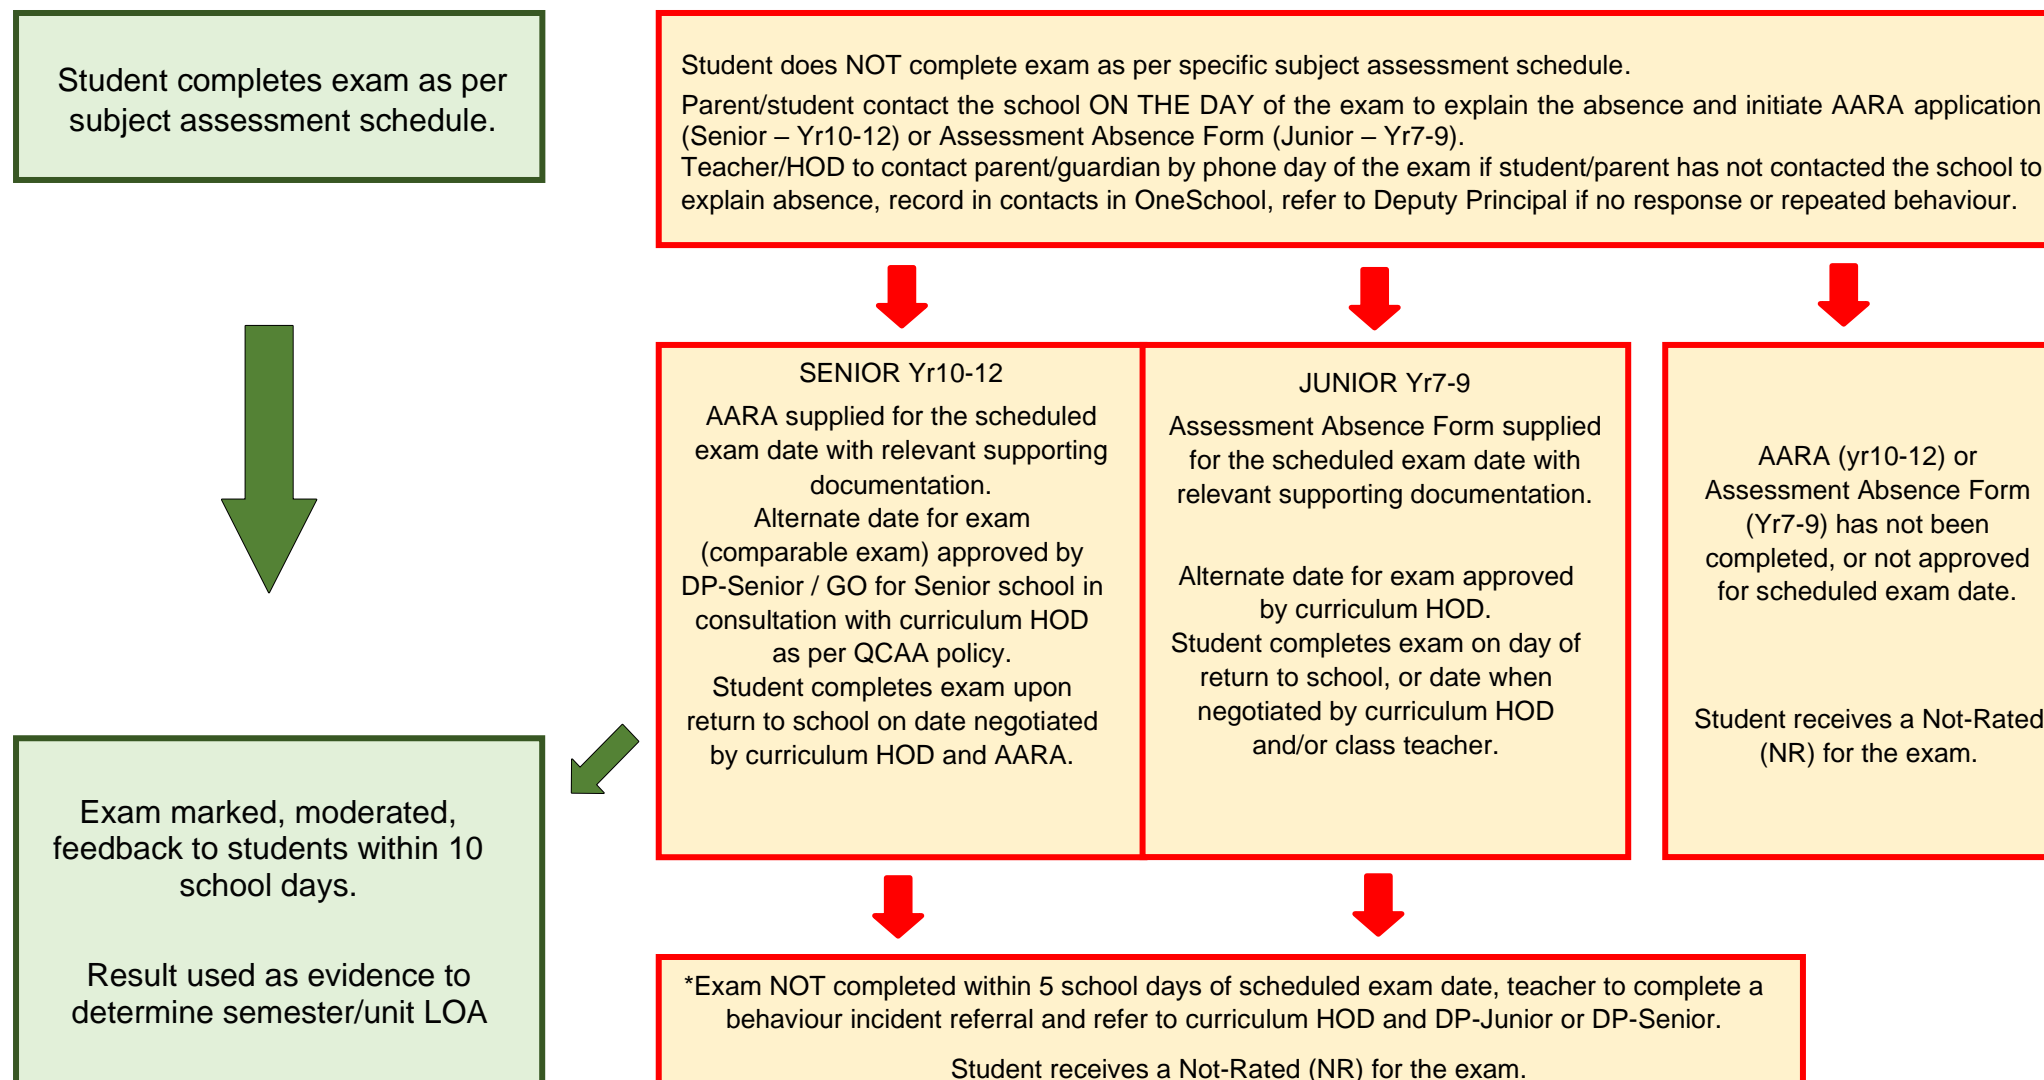 Student completes exam as per
subject assessment schedule.
Student does NOT complete exam as per specific subject assessment schedule.
Parent/student contact the school ON THE DAY of the exam to explain the absence and initiate AARA application
(Senior – Yr10-12) or Assessment Absence Form (Junior – Yr7-9).
Teacher/HOD to contact parent/guardian by phone day of the exam if student/parent has not contacted the school to
explain absence, record in contacts in OneSchool, refer to Deputy Principal if no response or repeated behaviour.
SENIOR Yr10-12
AARA supplied for the scheduled
exam date with relevant supporting
documentation.
Alternate date for exam
(comparable exam) approved by
DP-Senior / GO for Senior school in
consultation with curriculum HOD
as per QCAA policy.
Student completes exam upon
return to school on date negotiated
by curriculum HOD and AARA.
JUNIOR Yr7-9
Assessment Absence Form supplied
for the scheduled exam date with
relevant supporting documentation.
Alternate date for exam approved
by curriculum HOD.
Student completes exam on day of
return to school, or date when
negotiated by curriculum HOD
and/or class teacher.
AARA (yr10-12) or
Assessment Absence Form
(Yr7-9) has not been
completed, or not approved
for scheduled exam date.
Student receives a Not-Rated
(NR) for the exam.
Exam marked, moderated,
feedback to students within 10
school days.
Result used as evidence to
determine semester/unit LOA
*Exam NOT completed within 5 school days of scheduled exam date, teacher to complete a
behaviour incident referral and refer to curriculum HOD and DP-Junior or DP-Senior.
Student receives a Not-Rated (NR) for the exam.